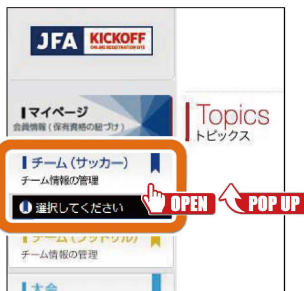 JFA KICKOFF
ONLINE REGISTRATION SITE
マイページ
会員情報(保有資格の紐づけ)
Topics
トピックス
チーム(サッカー)
チーム情報の管理
選択してください
OPEN
POP UP
チーム(フットサル)
チーム情報の管理
大会